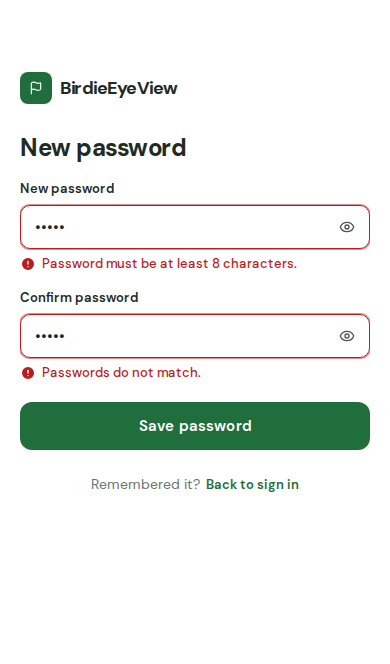 BirdieEyeView
New password
New password
•••••
Password must be at least 8 characters.
Confirm password
•••••
Passwords do not match.
Save password
Remembered it? Back to sign in